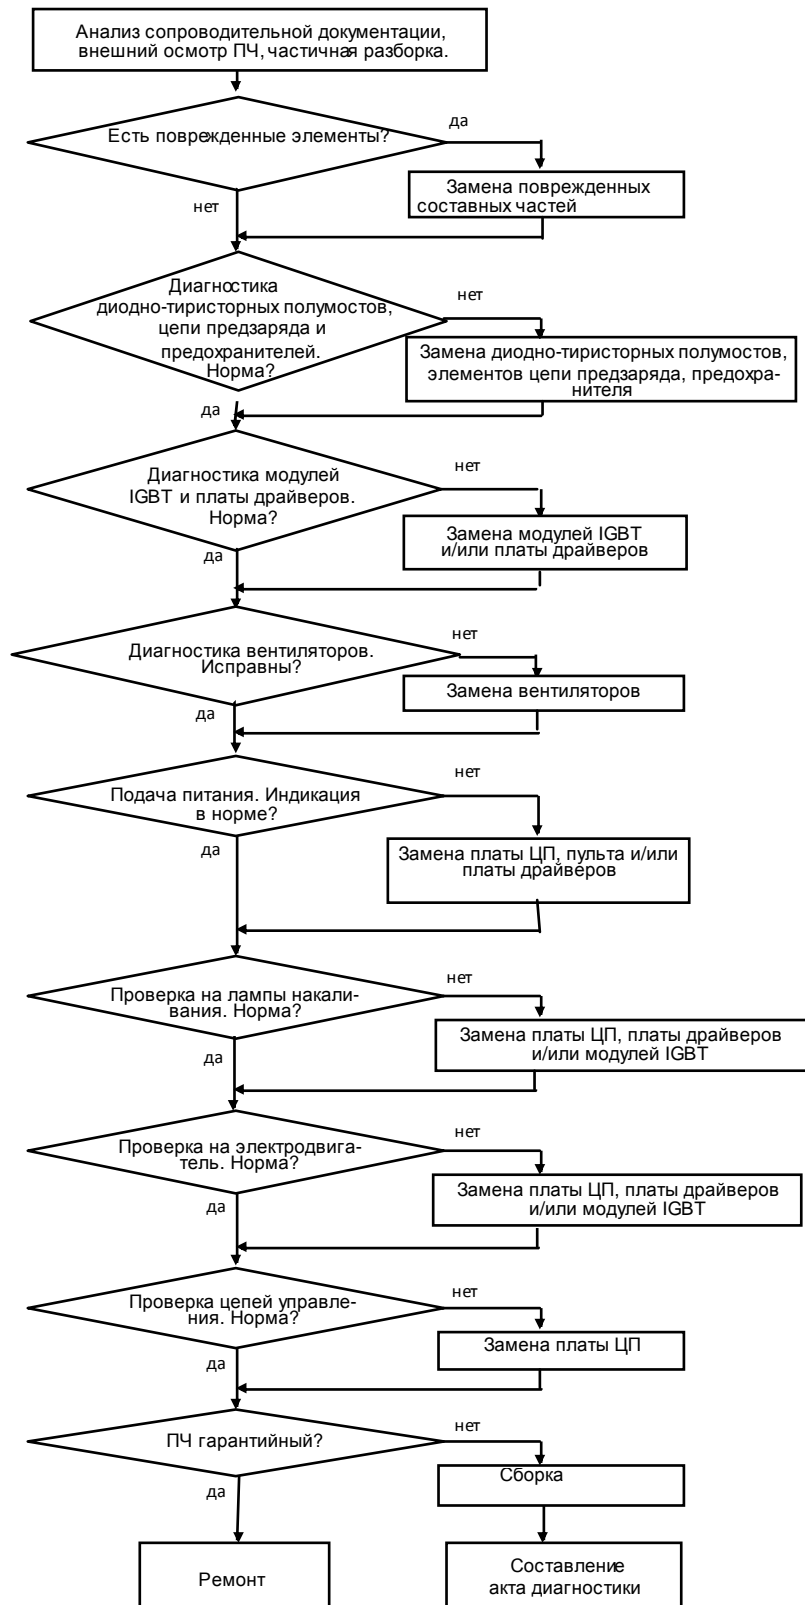 Анализ сопроводительной документации,
внешний осмотр ПЧ, частичная разборка.
да
Есть поврежденные элементы?
Замена поврежденных
составных частей
нет
Диагностика
диодно-тиристорных полумостов,
цепи предзаряда и
предохранителей.
Норма?
нет
Замена диодно-тиристорных полумостов,
элементов цепи предзаряда, предохра-
нителя
да
Диагностика модулей
IGBT и платы драйверов.
Норма?
нет
Замена модулей IGBT
и/или платы драйверов
да
Диагностика вентиляторов.
Исправны?
нет
Замена вентиляторов
да
Подача питания. Индикация
в норме?
нет
Замена платы ЦП, пульта и/или
платы драйверов
да
Проверка на лампы накали-
вания. Норма?
нет
Замена платы ЦП, платы драйверов
и/или модулей IGBT
да
Проверка на электродвига-
тель. Норма?
нет
Замена платы ЦП, платы драйверов
и/или модулей IGBT
да
Проверка цепей управле-
ния. Норма?
нет
Замена платы ЦП
да
ПЧ гарантийный?
нет
Сборка
да
Ремонт
Составление
акта диагностики